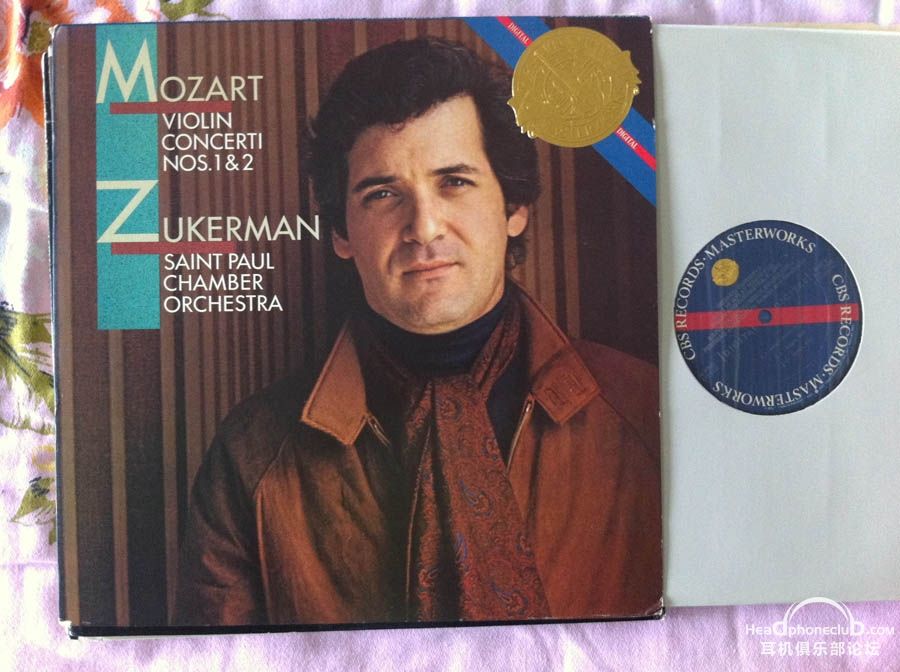 MOZART
VIOLIN
CONCERTI
NOS. 1 & 2
ZUKERMAN
SAINT PAUL
CHAMBER
ORCHESTRA
DIGITAL
DIGITAL
CBS RECORDS · MASTERWORKS
CBS RECORDS · MASTERWORKS
HeadphonecluD.com
耳机俱乐部论坛